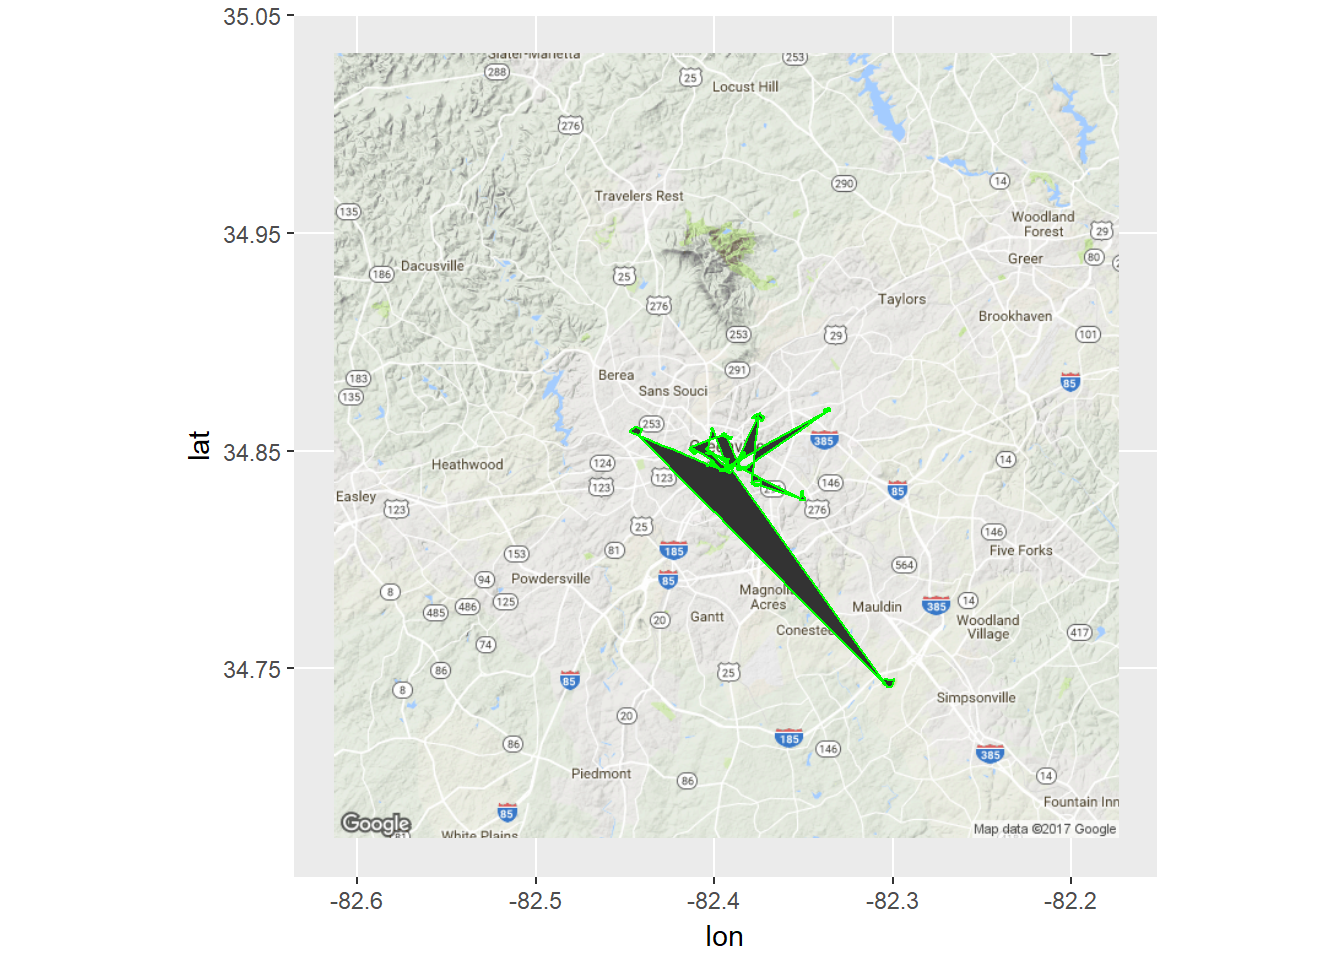 35.05
Slater-Marietta
253
288
25
Locust Hill
276
14
290
Travelers Rest
135
Woodland
Forest
29
34.95
Greer
80
Dacusville
186
25
Taylors
276
Brookhaven
253
29
101
291
Berea
183
85
Sans Souci
135
253
385
34.85
lat
Heathwood
124
14
123
123
146
85
Easley
123
276
25
146
81
185
Five Forks
153
564
94
Powdersville
85
8
Magnolia
Acres
125
486
485
Mauldin
385
14
Gantt
20
Woodland
Village
417
74
34.75
86
25
85
8
Simpsonville
20
185
86
146
385
Piedmont
86
14
Fountain Inn
85
Google
White Plains
Map data ©2017 Google
-82.6
-82.5
-82.4
-82.3
-82.2
lon